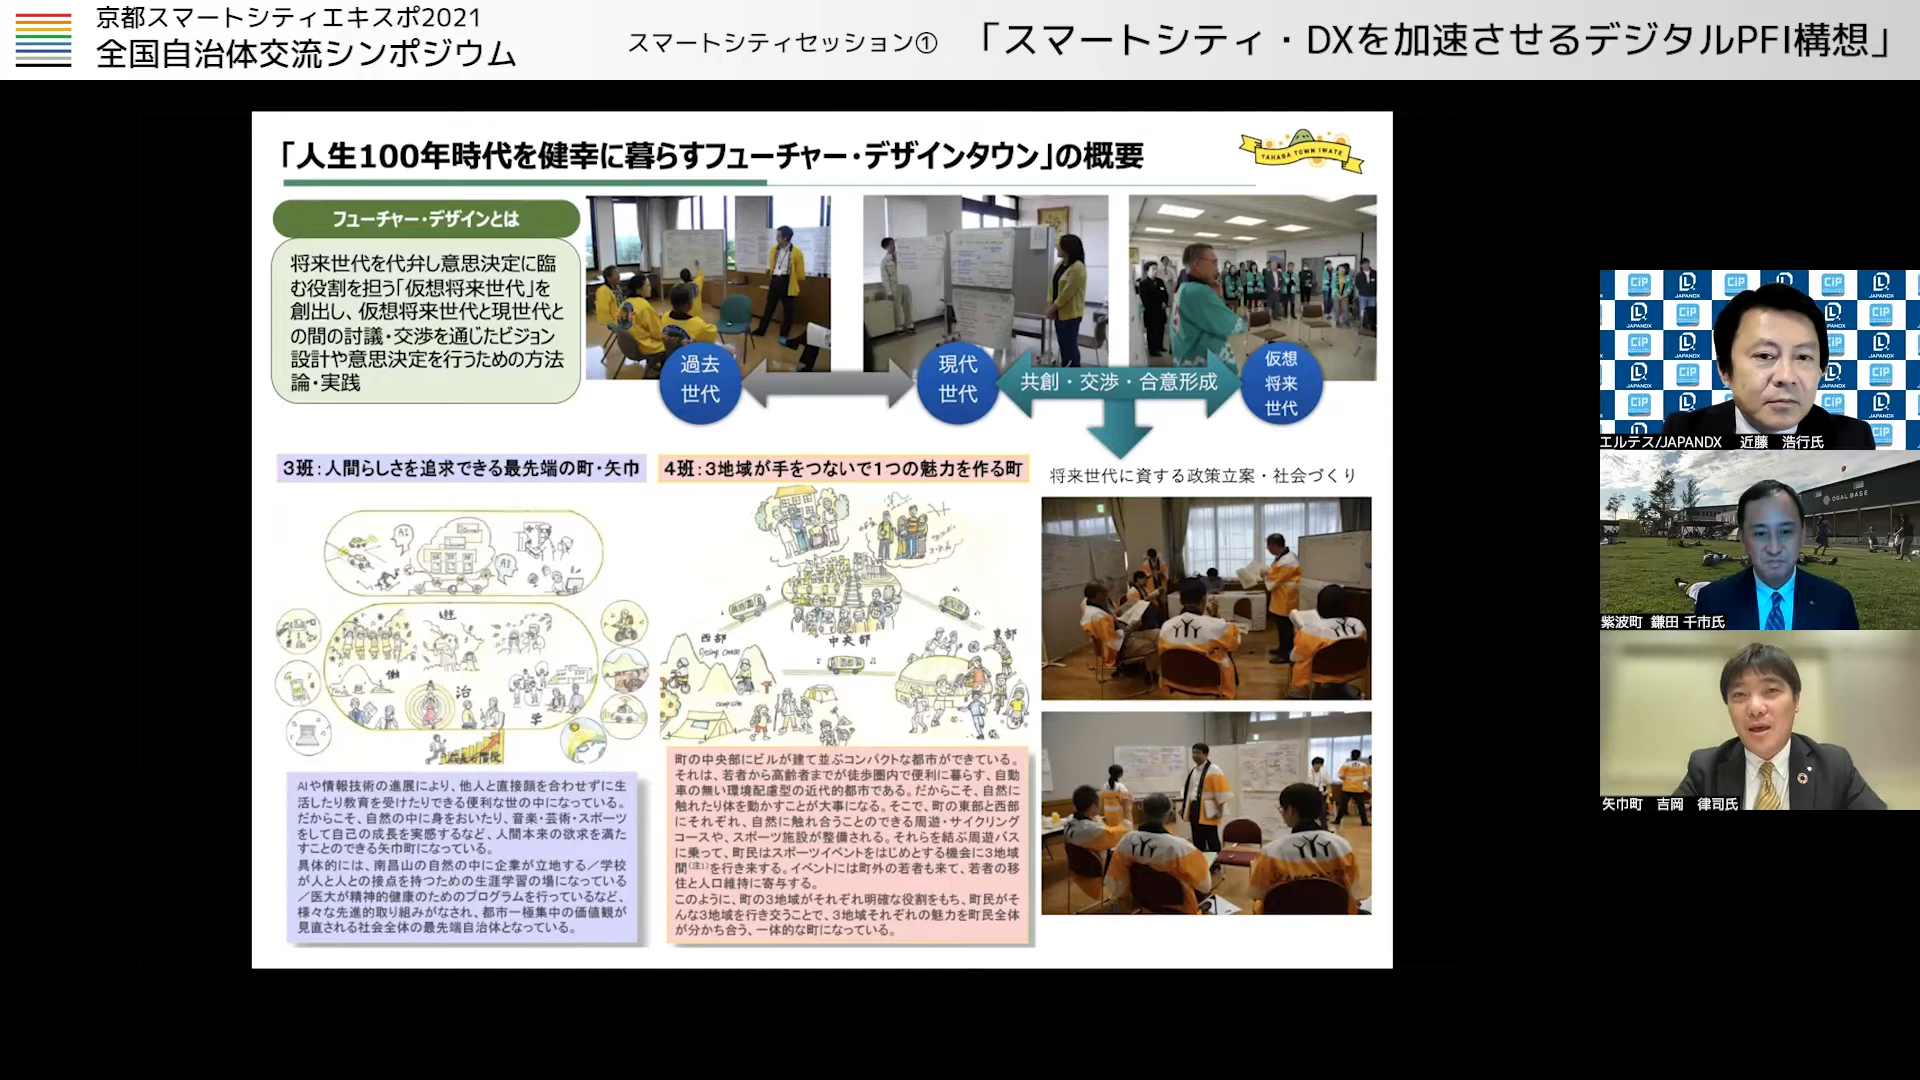 京都スマートシティエキスポ2021
全国自治体交流シンポジウム
スマートシティセッション①
「スマートシティ・DXを加速させるデジタルPFI構想」
「人生100年時代を健幸に暮らすフューチャー・デザインタウン」の概要
YAHABA TOWN IWATE
フューチャー・デザインとは
将来世代を代弁し意思決定に臨
む役割を担う「仮想将来世代」を
創出し、仮想将来世代と現世代と
の間の討議・交渉を通じたビジョン
設計や意思決定を行うための方法
論・実践
過去
世代
現代
世代
共創・交渉・合意形成
仮想
将来
世代
3班:人間らしさを追求できる最先端の町・矢巾
4班:3地域が手をつないで1つの魅力を作る町
将来世代に資する政策立案・社会づくり
AI
AI
遊
働
治
学
西部
中央部
東部
AIや情報技術の進展により、他人と直接顔を合わせずに生
活したり教育を受けたりできる便利な世の中になっている。
だからこそ、自然の中に身をおいたり、音楽・芸術・スポーツ
をして自己の成長を実感するなど、人間本来の欲求を満た
すことのできる矢巾町になっている。
具体的には、南昌山の自然の中に企業が立地する/学校
が人と人との接点を持つための生涯学習の場になっている
/医大が精神的健康のためのプログラムを行っているなど、
様々な先進的取り組みがなされ、都市一極集中の価値観が
見直される社会全体の最先端自治体となっている。
町の中央部にビルが建て並ぶコンパクトな都市ができている。
それは、若者から高齢者までが徒歩圏内で便利に暮らす、自動
車の無い環境配慮型の近代的都市である。だからこそ、自然に
触れたり体を動かすことが大事になる。そこで、町の東部と西部
にそれぞれ、自然に触れ合うことのできる周遊・サイクリング
コースや、スポーツ施設が整備される。それらを結ぶ周遊バス
に乗って、町民はスポーツイベントをはじめとする機会に3地域
間(注1)を行き来する。イベントには町外の若者も来て、若者の移
住と人口維持に寄与する。
このように、町の3地域がそれぞれ明確な役割をもち、町民がそ
んな3地域を行き交うことで、3地域それぞれの魅力を町民全体
が分かち合う、一体的な町になっている。
CiP
JAPANDX
エルテス/JAPANDX 近藤 浩行氏
OGAL BASE
紫波町 鎌田 千市氏
矢巾町 吉岡 律司氏